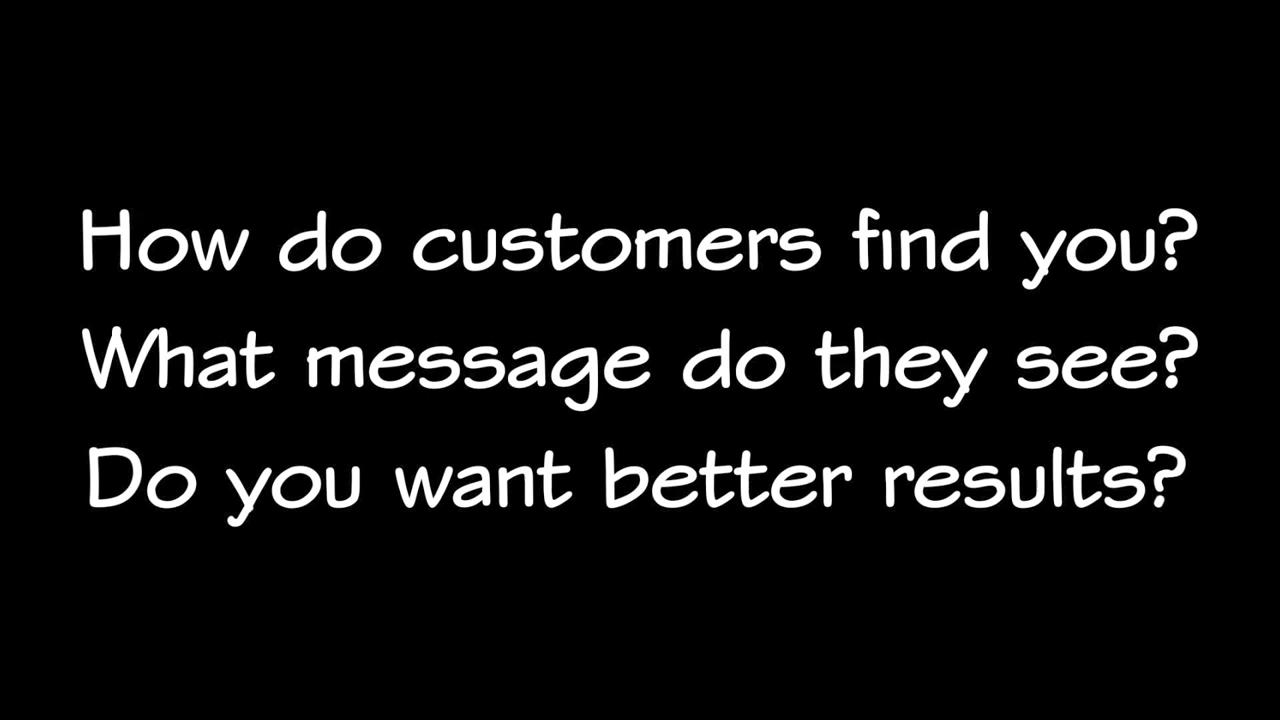 How do customers find you?
What message do they see?
Do you want better results?